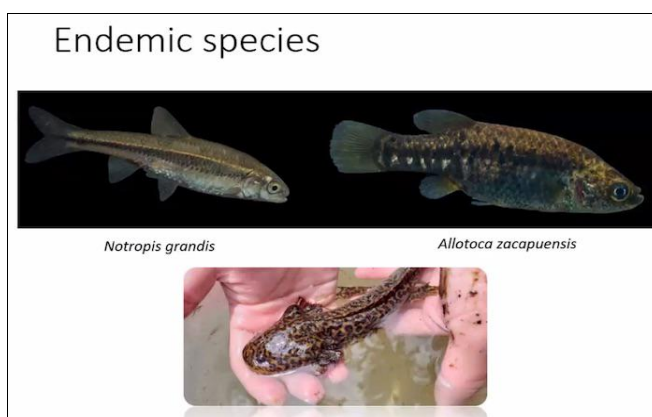 Endemic species
Notropis grandis
Allotoca zacapuensis